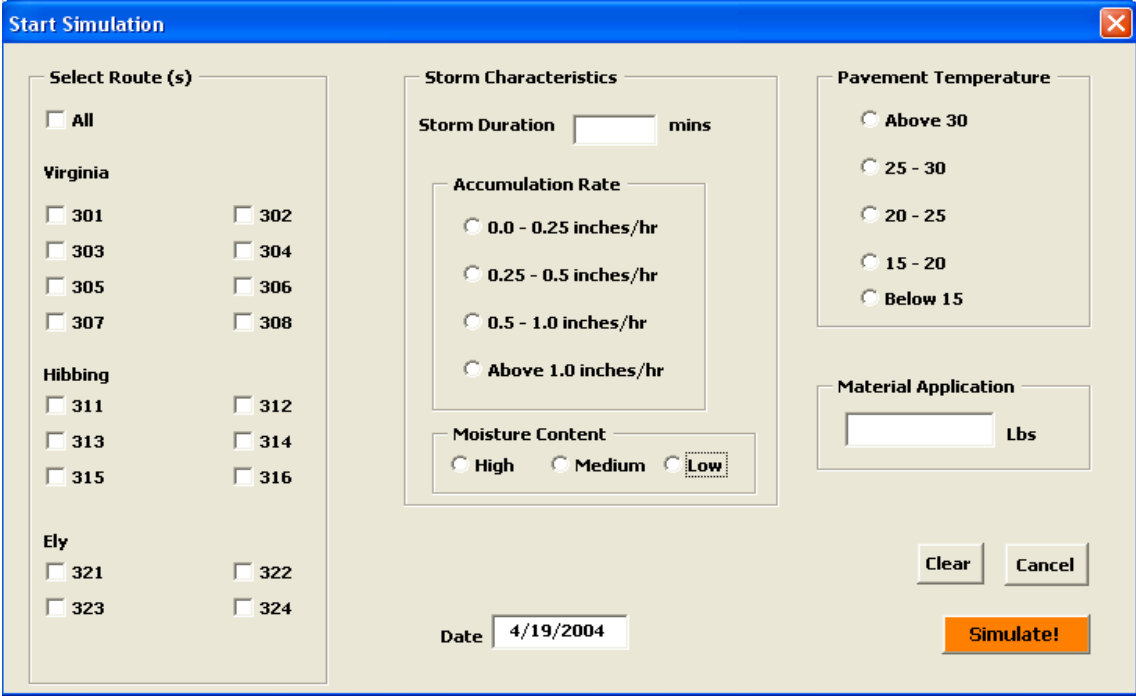 Start Simulation
Select Route (s)
All
Virginia
301 302
303 304
305 306
307 308
Hibbing
311 312
313 314
315 316
Ely
321 322
323 324
Storm Characteristics
Storm Duration mins
Accumulation Rate
0.0 - 0.25 inches/hr
0.25 - 0.5 inches/hr
0.5 - 1.0 inches/hr
Above 1.0 inches/hr
Moisture Content
High Medium Low
Date 4/19/2004
Pavement Temperature
Above 30
25 - 30
20 - 25
15 - 20
Below 15
Material Application
Lbs
Clear Cancel
Simulate!